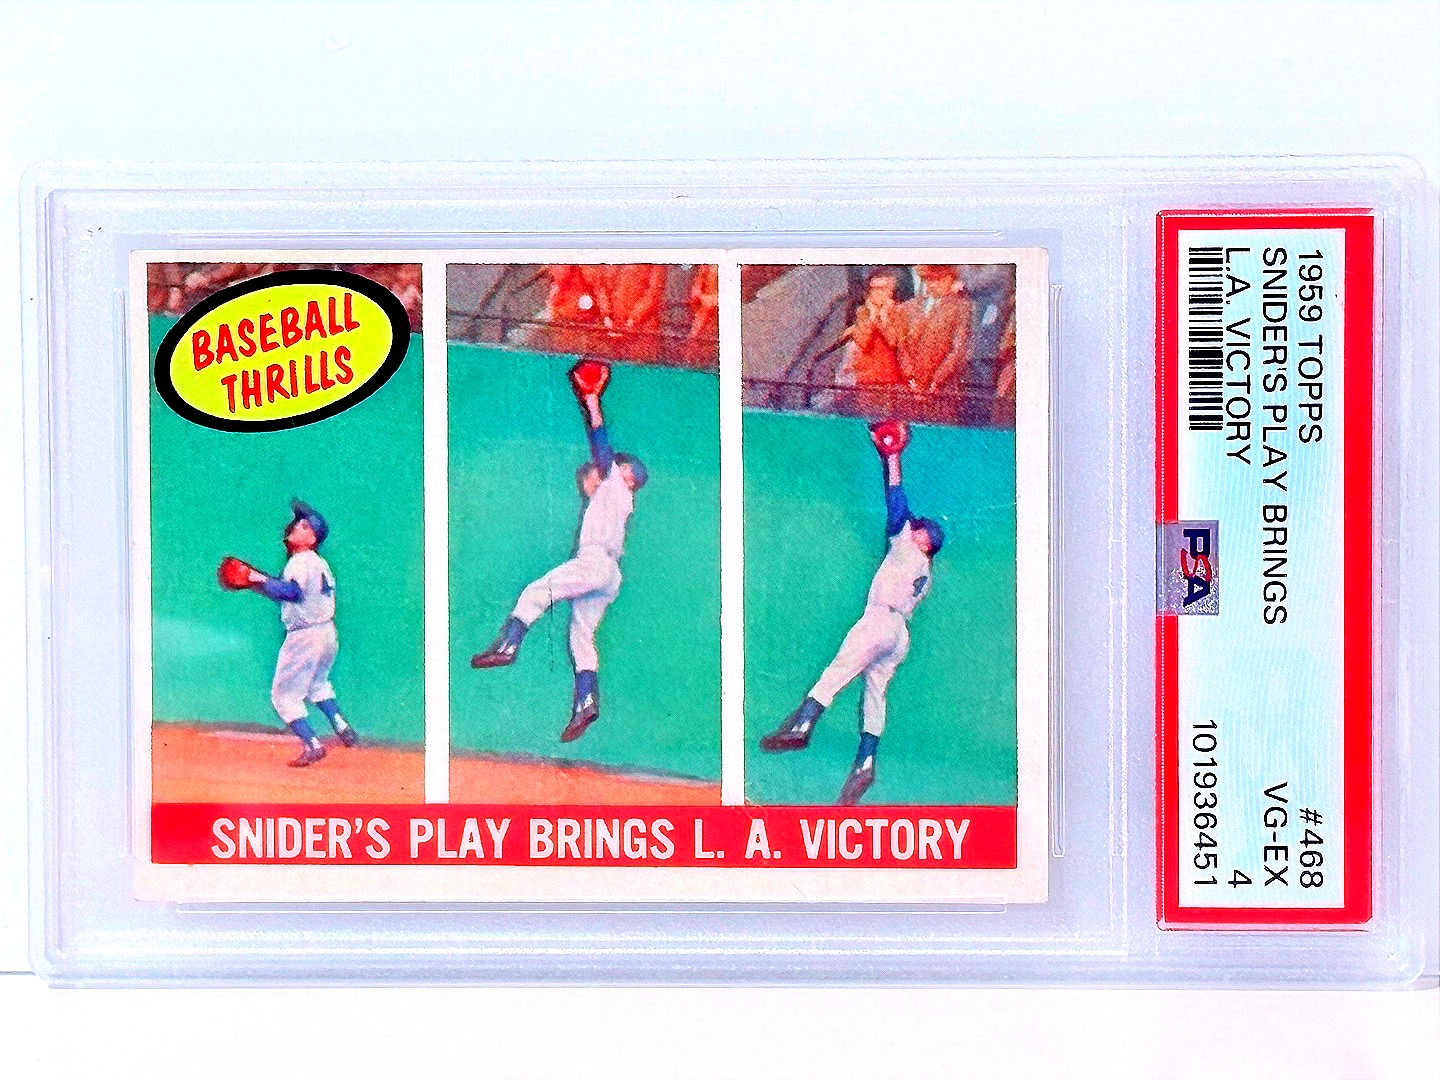 BASEBALL
THRILLS
SNIDER'S PLAY BRINGS L. A. VICTORY
1959 TOPPS #468
SNIDER'S PLAY BRINGS VG-EX
L.A. VICTORY 4
101936451
PSA